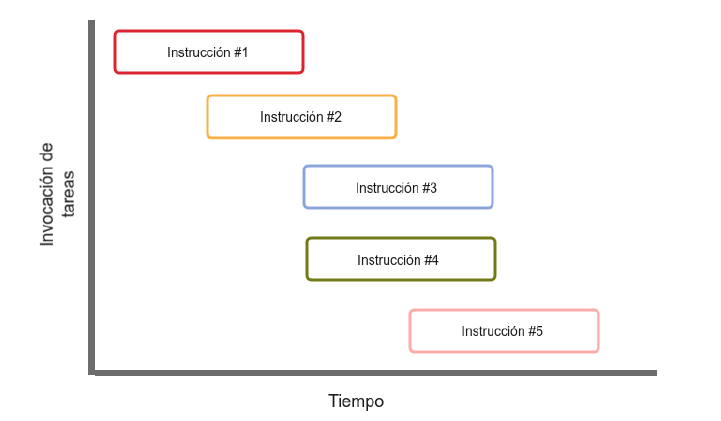 Instrucción #1
Instrucción #2
Instrucción #3
Instrucción #4
Instrucción #5
Invocación de
tareas
Tiempo